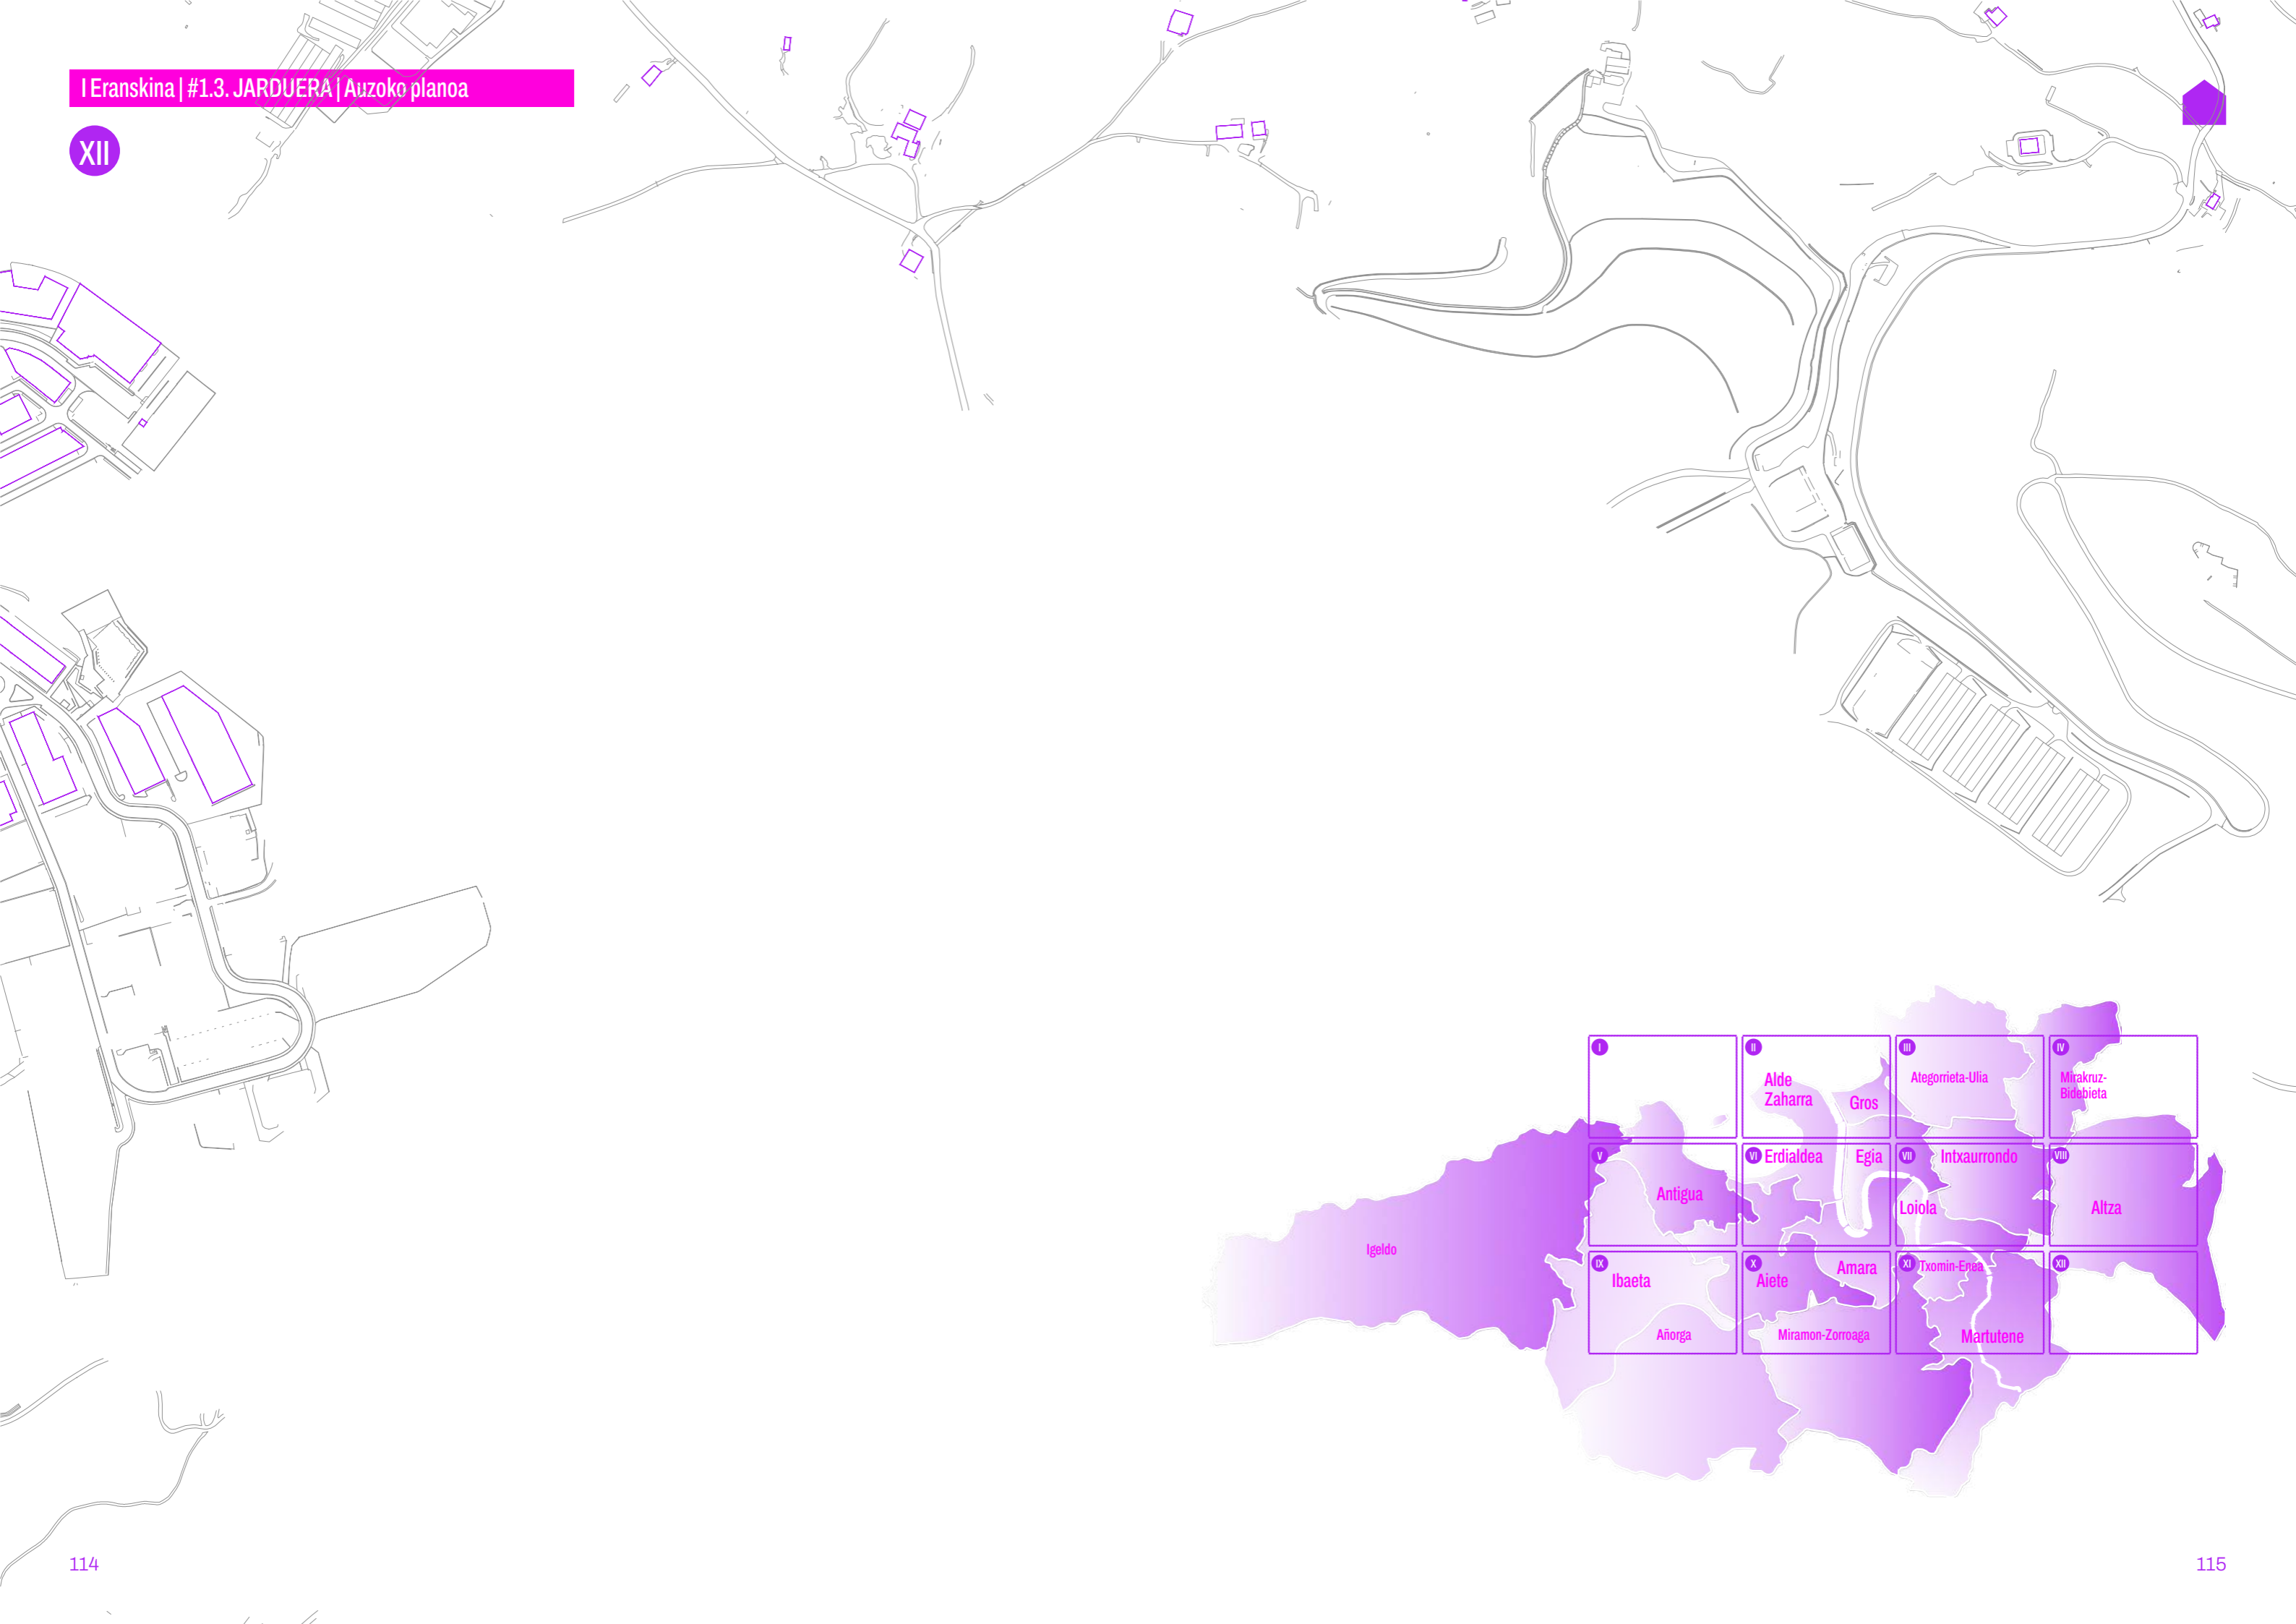 I Eranskina | #1.3. JARDUERA | Auzoko planoa
XII
I
II
III
IV
Alde
Zaharra
Gros
Ategorrieta-Ulia
Mirakruz-
Bidebieta
V
VI
Erdialdea
Egia
VII
Intxaurrondo
VIII
Antigua
Loiola
Altza
Igeldo
IX
Ibaeta
X
Aiete
Amara
XI
Txomin-Enea
XII
Añorga
Miramon-Zorroaga
Martutene
114
115